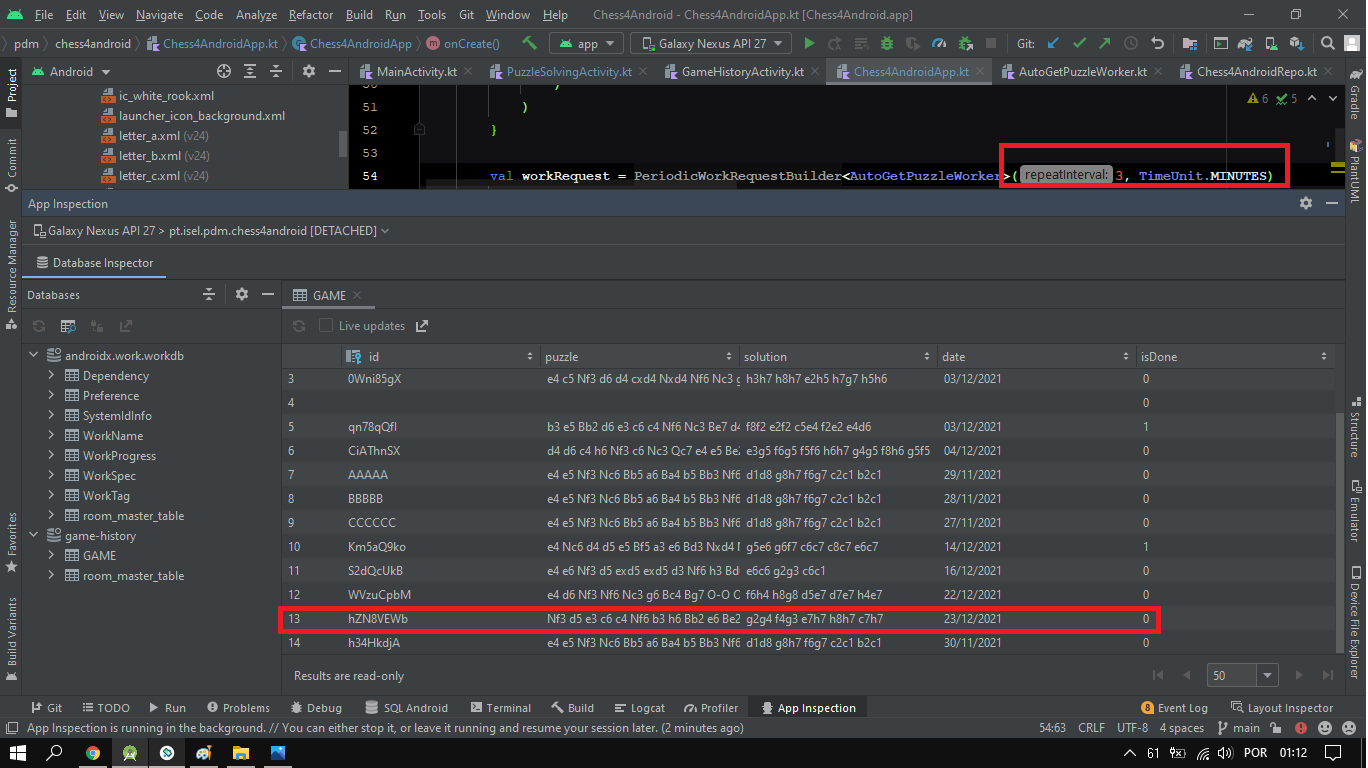 File Edit View Navigate Code Analyze Refactor Build Run Tools Git Window Help Chess4Android - Chess4AndroidApp.kt [Chess4Android.app]
pdm chess4android Chess4AndroidApp.kt Chess4AndroidApp onCreate() app Galaxy Nexus API 27 Git:
Project Android MainActivity.kt PuzzleSolvingActivity.kt GameHistoryActivity.kt Chess4AndroidApp.kt AutoGetPuzzleWorker.kt Chess4AndroidRepo.kt Gradle
ic_white_rook.xml
launcher_icon_background.xml 51 ) 6 5
letter_a.xml (v24) 52 }
Commit letter_b.xml (v24) 53 PlantUML
letter_c.xml (v24) 54 val workRequest = PeriodicWorkRequestBuilder<AutoGetPuzzleWorker>( repeatInterval: 3, TimeUnit.MINUTES)
App Inspection
Galaxy Nexus API 27 > pt.isel.pdm.chess4android [DETACHED]
Resource Manager Database Inspector
Databases GAME
Live updates
androidx.work.workdb id puzzle solution date isDone
Dependency 3 0Wni85gX e4 c5 Nf3 d6 d4 cxd4 Nxd4 Nf6 Nc3 g h3h7 h8h7 e2h5 h7g7 h5h6 03/12/2021 0
Preference 4 0
SystemIdInfo 5 qn78qQfI b3 e5 Bb2 d6 e3 c6 c4 Nf6 Nc3 Be7 d4 f8f2 e2f2 c5e4 f2e2 e4d6 03/12/2021 1 Structure
WorkName
WorkProgress 6 CiAThnSX d4 d6 c4 h6 Nf3 c6 Nc3 Qc7 e4 e5 Be2 e3g5 f6g5 f5f6 h6h7 g4g5 f8h6 g5f5 04/12/2021 0
WorkSpec 7 AAAAA e4 e5 Nf3 Nc6 Bb5 a6 Ba4 b5 Bb3 Nf6 d1d8 g8h7 f6g7 c2c1 b2c1 29/11/2021 0
WorkTag 8 BBBBB e4 e5 Nf3 Nc6 Bb5 a6 Ba4 b5 Bb3 Nf6 d1d8 g8h7 f6g7 c2c1 b2c1 28/11/2021 0 Emulator
room_master_table 9 CCCCCC e4 e5 Nf3 Nc6 Bb5 a6 Ba4 b5 Bb3 Nf6 d1d8 g8h7 f6g7 c2c1 b2c1 27/11/2021 0
Favorites game-history
GAME 10 Km5aQ9ko e4 Nc6 d4 d5 e5 Bf5 a3 e6 Bd3 Nxd4 g5e6 g6f7 c6c7 c8c7 e6c7 14/12/2021 1
room_master_table 11 S2dQcUkB e4 e6 Nf3 d5 exd5 exd5 d3 Nf6 h3 Bd e6c6 g2g3 c6c1 16/12/2021 0
12 WVzuCpbM e4 d6 Nf3 Nf6 Nc3 g6 Bc4 Bg7 O-O O f6h4 h8g8 d5e7 d7e7 h4e7 22/12/2021 0
13 hZN8VEWb Nf3 d5 e3 c6 c4 Nf6 b3 h6 Bb2 e6 Be2 g2g4 f4g3 e7h7 h8h7 c7h7 23/12/2021 0 Device File Explorer
Build Variants 14 h34HkdjA e4 e5 Nf3 Nc6 Bb5 a6 Ba4 b5 Bb3 Nf6 d1d8 g8h7 f6g7 c2c1 b2c1 30/11/2021 0
Results are read-only 50
Git TODO Run Problems Debug SQL Android Terminal Build Logcat Profiler App Inspection 8 Event Log Layout Inspector
App Inspection is running in the background. // You can either stop it, or leave it running and resume your session later. (2 minutes ago) 54:63 CRLF UTF-8 4 spaces main
61 POR 01:12